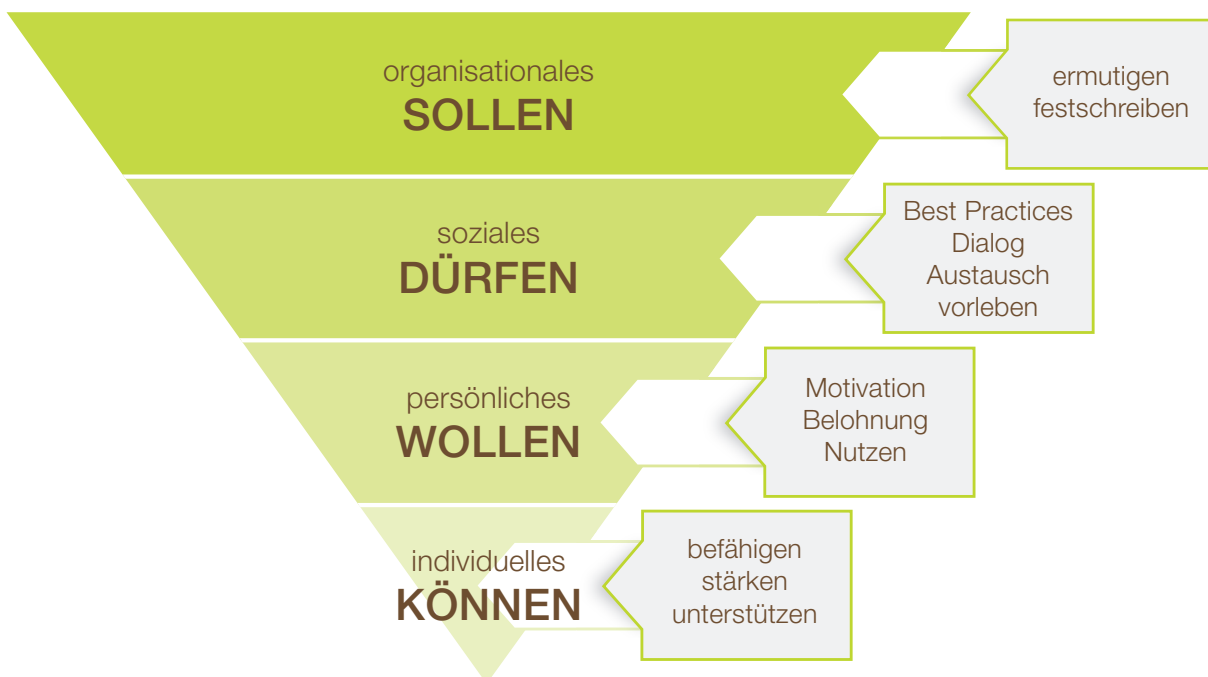 organisationales
SOLLEN
ermutigen
festschreiben
soziales
DÜRFEN
Best Practices
Dialog
Austausch
vorleben
persönliches
WOLLEN
Motivation
Belohnung
Nutzen
individuelles
KÖNNEN
befähigen
stärken
unterstützen